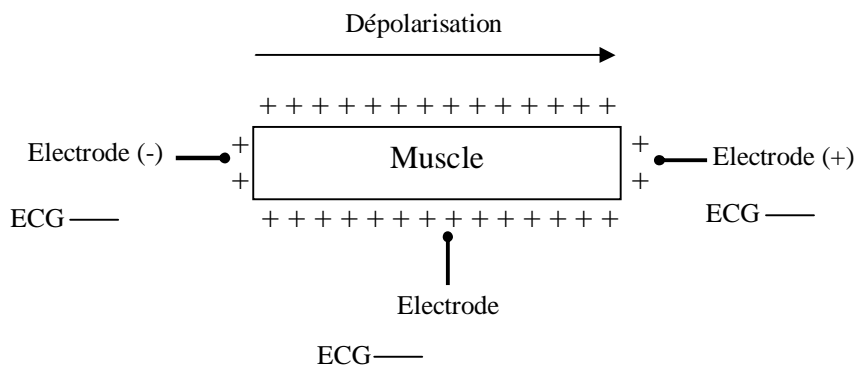 Dépolarisation
+ + + + + + + + + + + + + +
Electrode (-) + Muscle + Electrode (+)
+ +
ECG + + + + + + + + + + + + + + ECG
Electrode
ECG